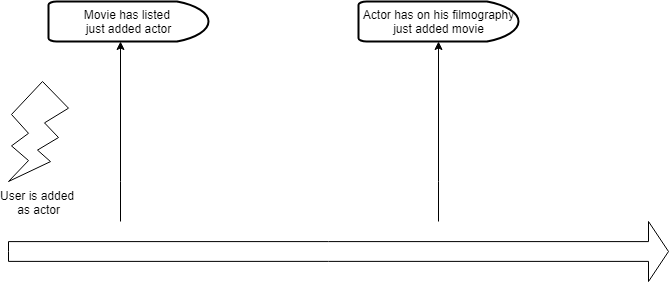 Movie has listed
just added actor
Actor has on his filmography
just added movie
User is added
as actor